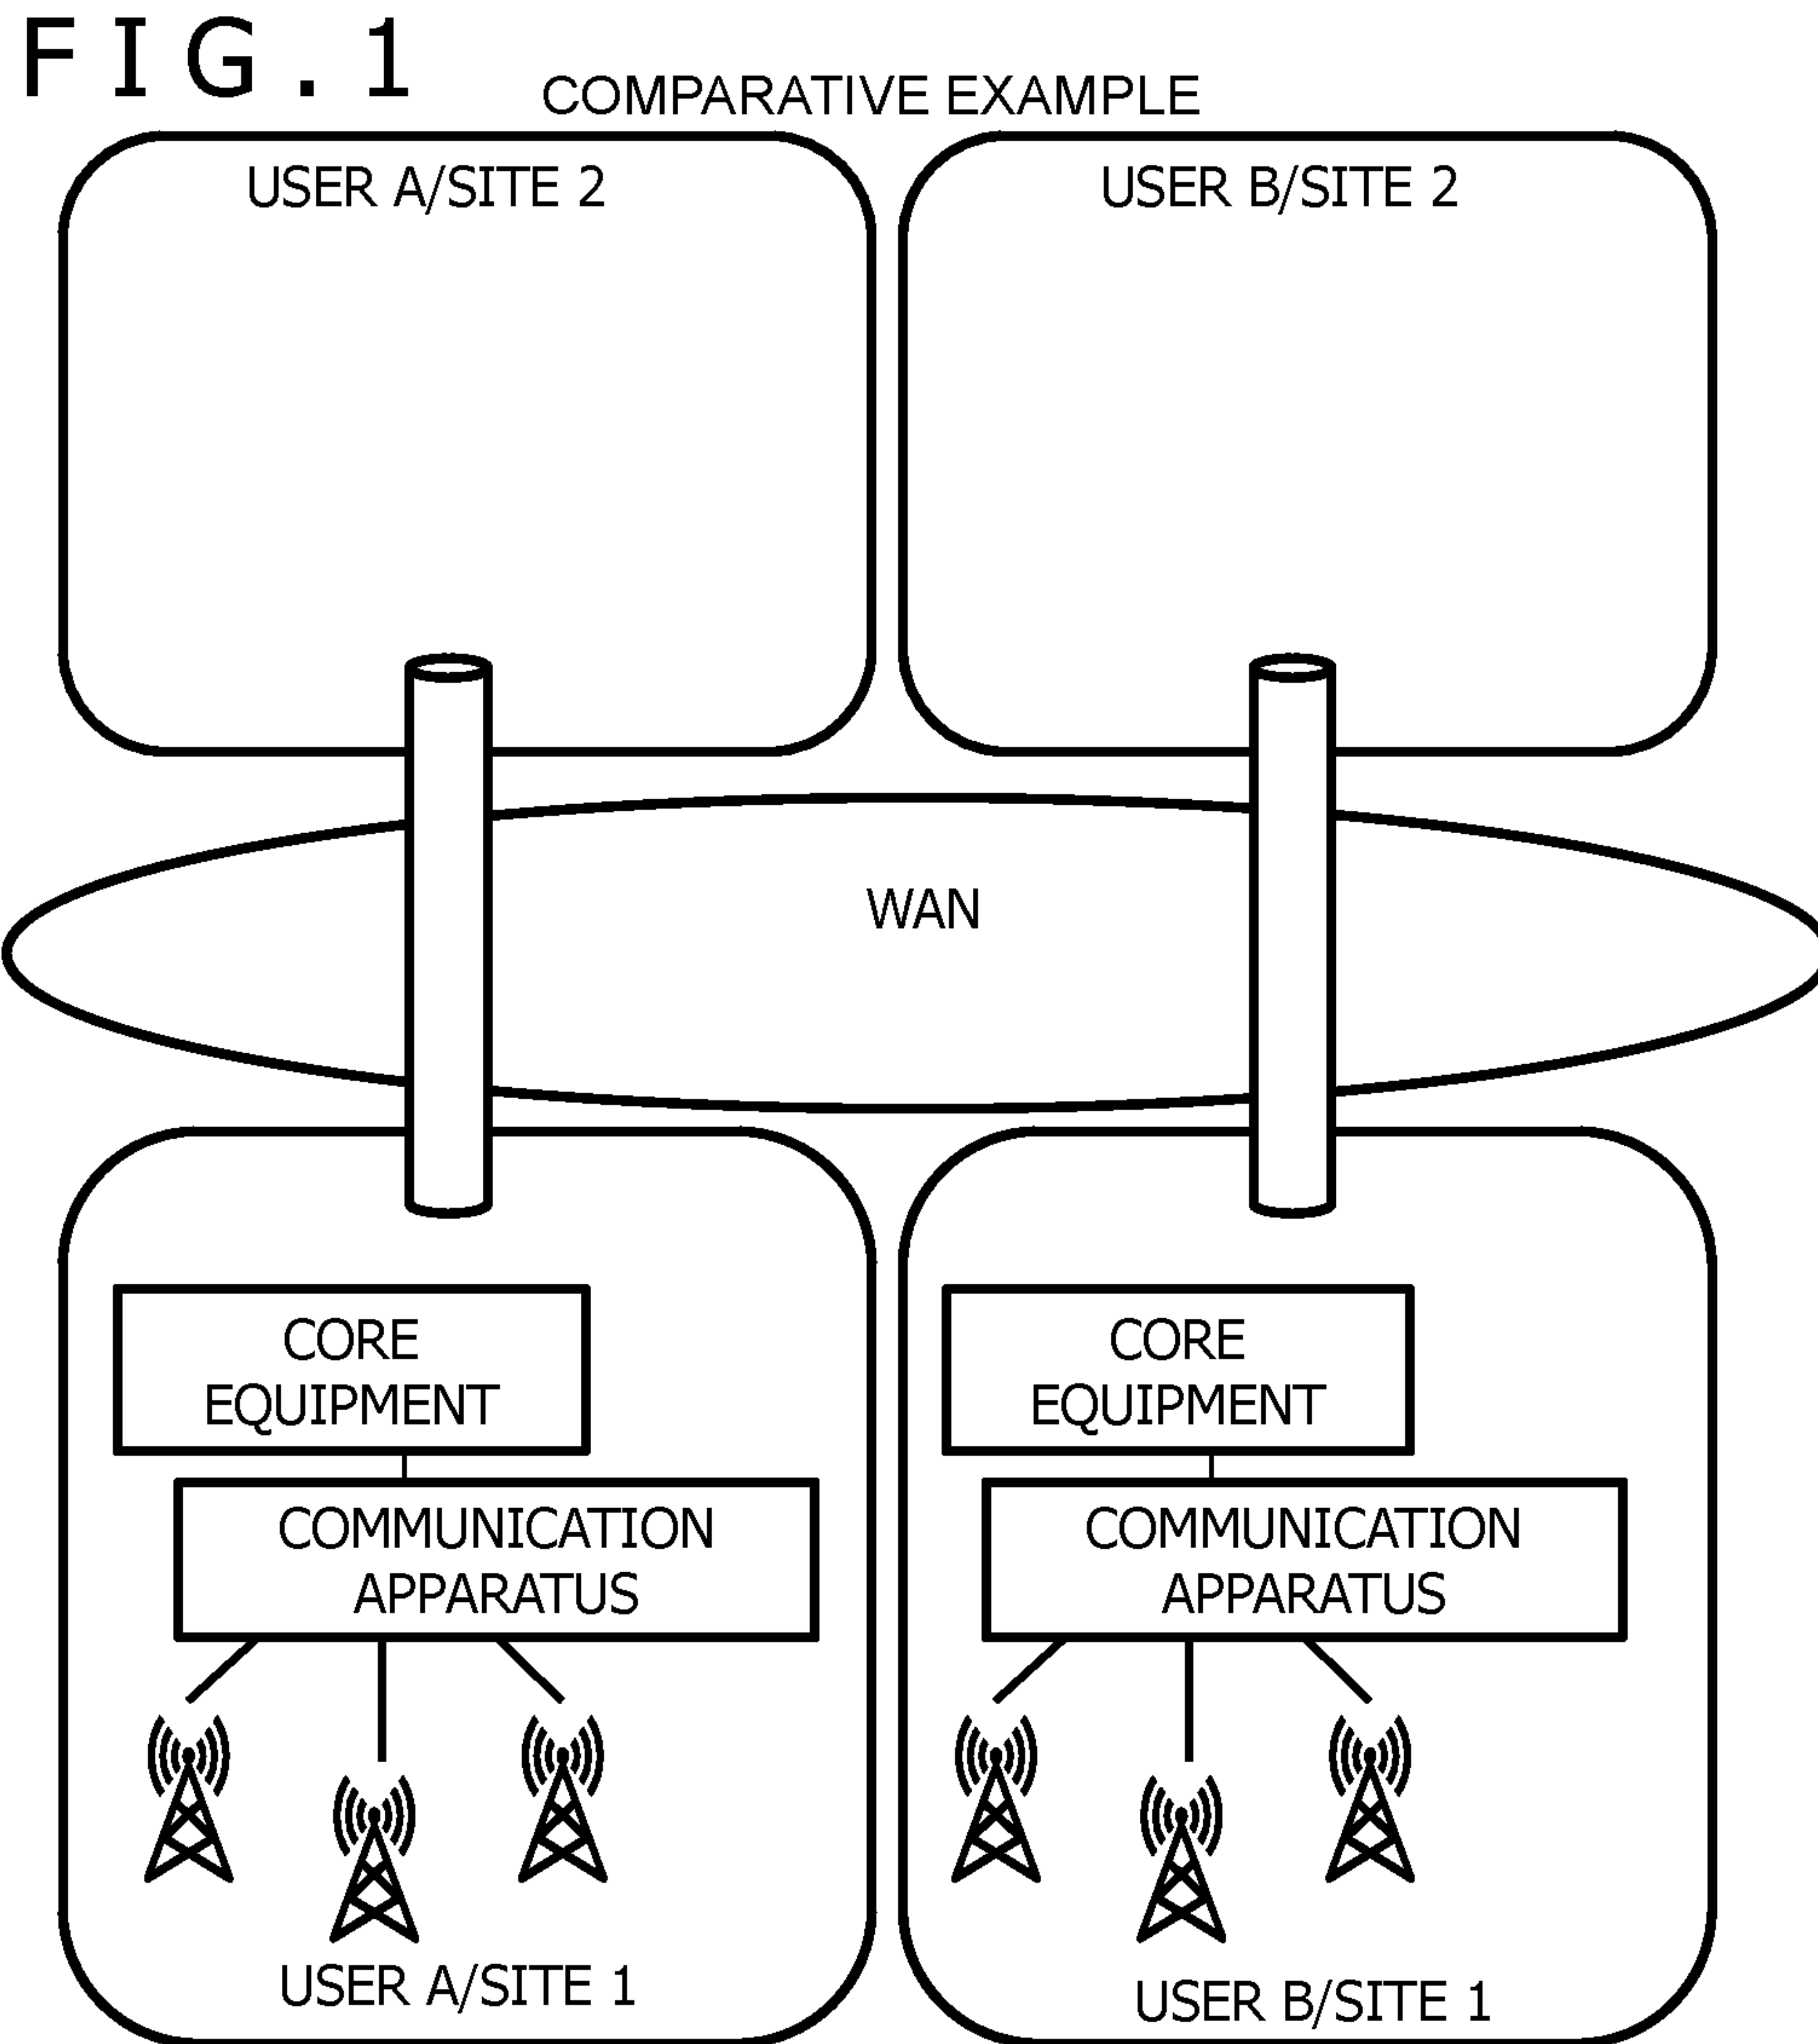 FIG.1
COMPARATIVE EXAMPLE
USER A/SITE 2
USER B/SITE 2
WAN
CORE
EQUIPMENT
COMMUNICATION
APPARATUS
USER A/SITE 1
CORE
EQUIPMENT
COMMUNICATION
APPARATUS
USER B/SITE 1